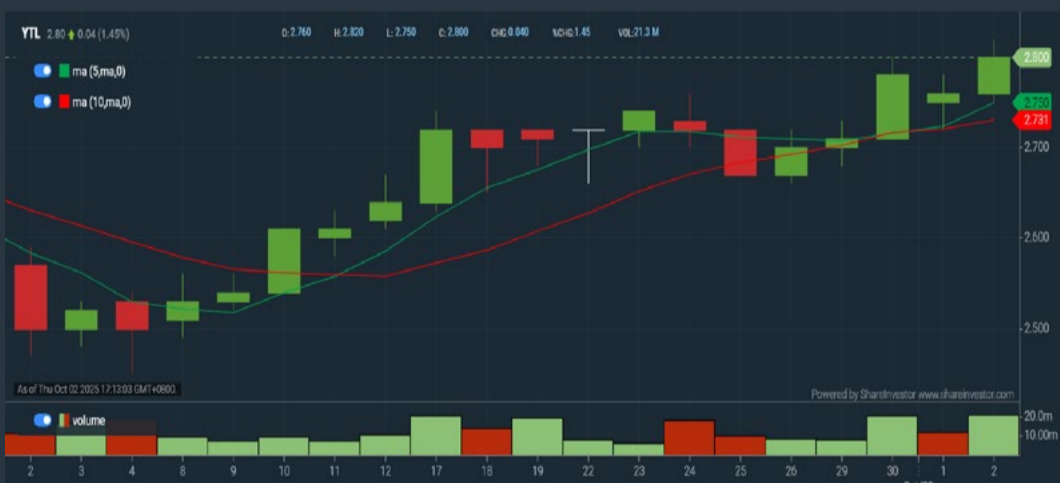 YTL 2.80 0.04 (1.45%) O:2.760 H:2.820 L:2.750 C:2.800 CHG:0.040 %CHG:1.45 VOL:21.3 M
ma (5,ma,0)
ma (10,ma,0)
2.800
2.750
2.731
2.700
2.600
2.500
As of Thu Oct 02 2025 17:13:03 GMT+0800.
Powered by ShareInvestor www.shareinvestor.com
volume
20.0m
10.00m
2 3 4 8 9 10 11 12 17 18 19 22 23 24 25 26 29 30 1 2